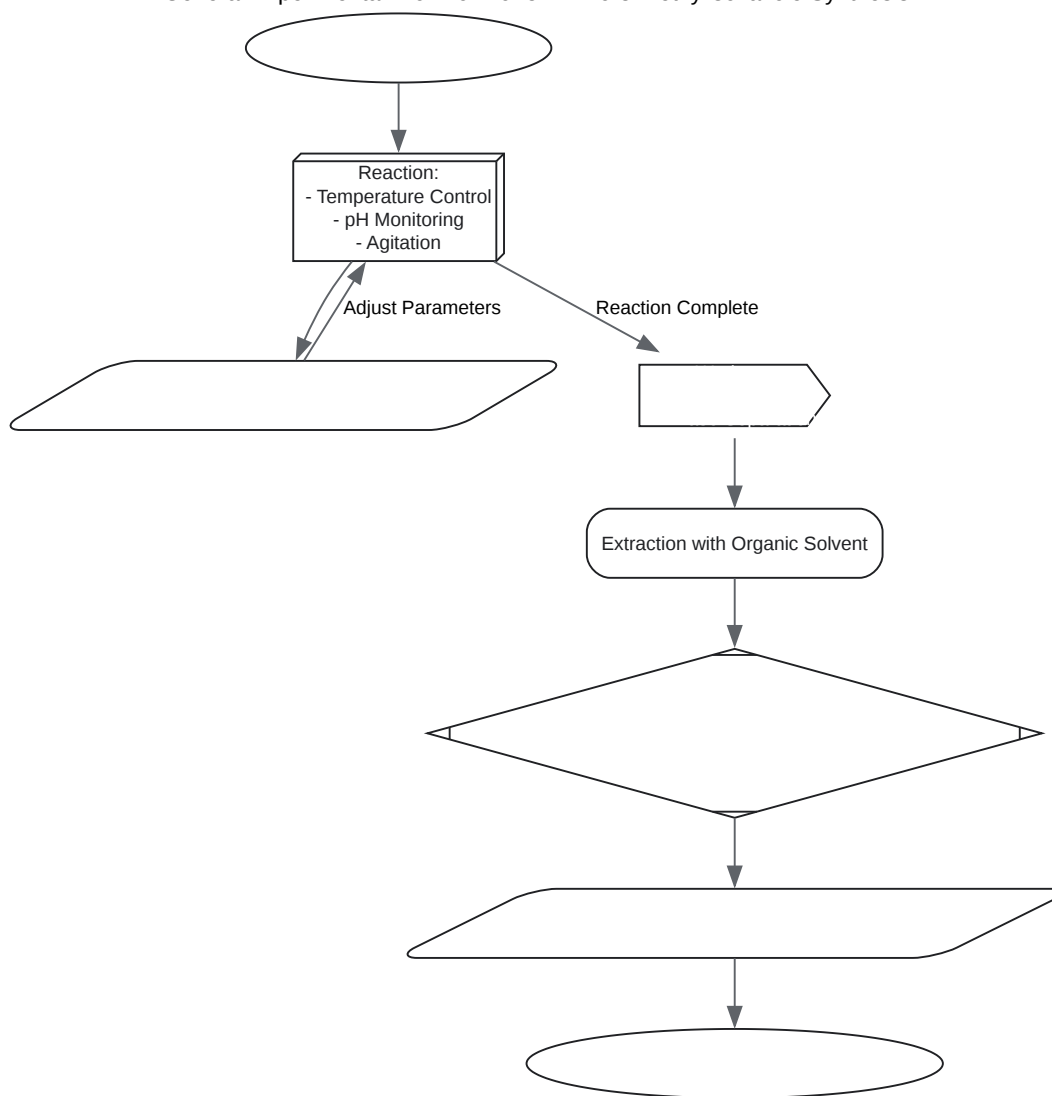 Reaction:
- Temperature Control
- pH Monitoring
- Agitation
Adjust Parameters
Reaction Complete
Extraction with Organic Solvent